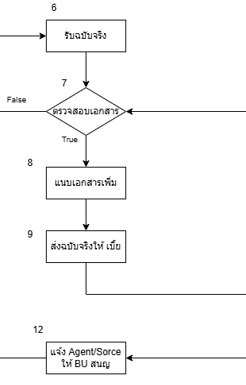 6
รับฉบับจริง
7
False
ตรวจสอบเอกสาร
True
8
แนบเอกสารเพิ่ม
9
ส่งฉบับจริงให้ เบี้ย
12
แจ้ง Agent/Sorce
ให้ BU สนญ